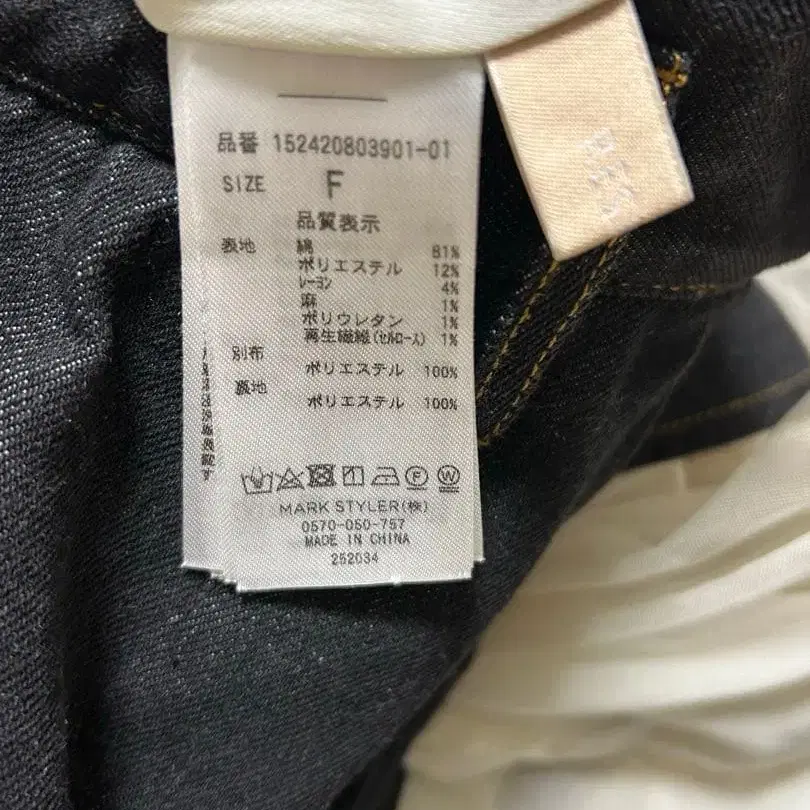 品番 152420803901-01
SIZE F
品質表示
表地 綿 81%
ポリエステル 12%
レーヨン 4%
麻 1%
ポリウレタン 1%
再生繊維(セルロース) 1%
別布
ポリエステル 100%
裏地
ポリエステル 100%
MARK STYLER(株)
0570-050-757
MADE IN CHINA
252034